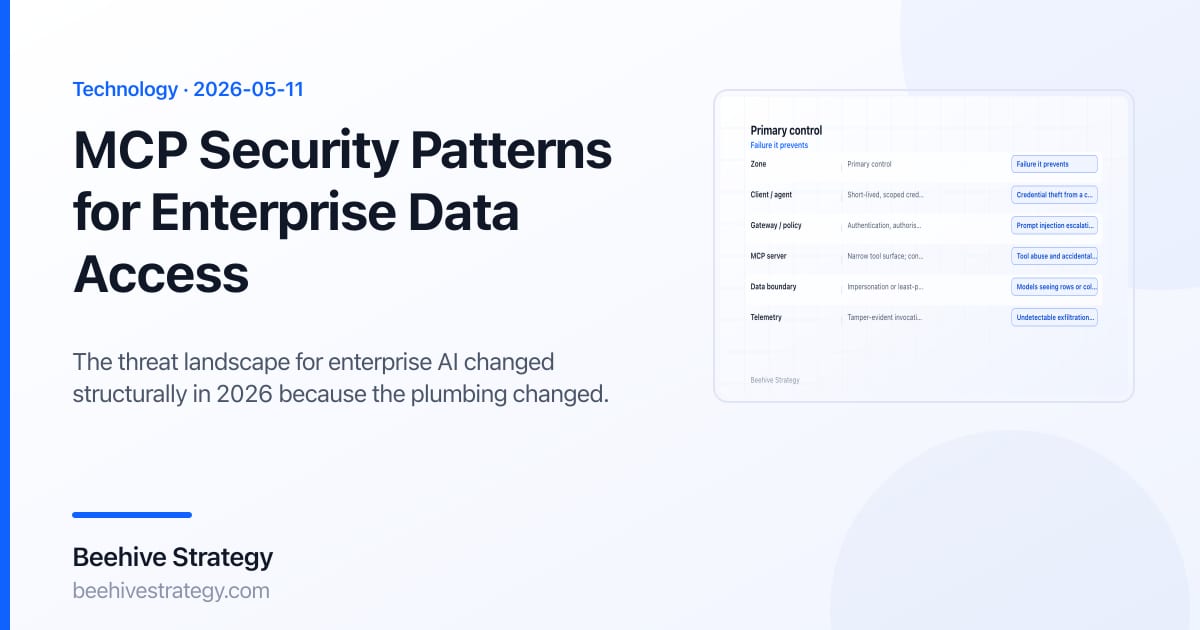 Technology · 2026-05-11
MCP Security Patterns
for Enterprise Data
Access
The threat landscape for enterprise AI changed
structurally in 2026 because the plumbing changed.
Beehive Strategy
beehivestrategy.com
Primary control
Failure it prevents
Zone Primary control Failure it prevents
Client / agent Short-lived, scoped cred... Credential theft from a c...
Gateway / policy Authentication, authoris... Prompt injection escalati...
MCP server Narrow tool surface; con... Tool abuse and accidental...
Data boundary Impersonation or least-p... Models seeing rows or col...
Telemetry Tamper-evident invocati... Undetectable exfiltration...
Beehive Strategy